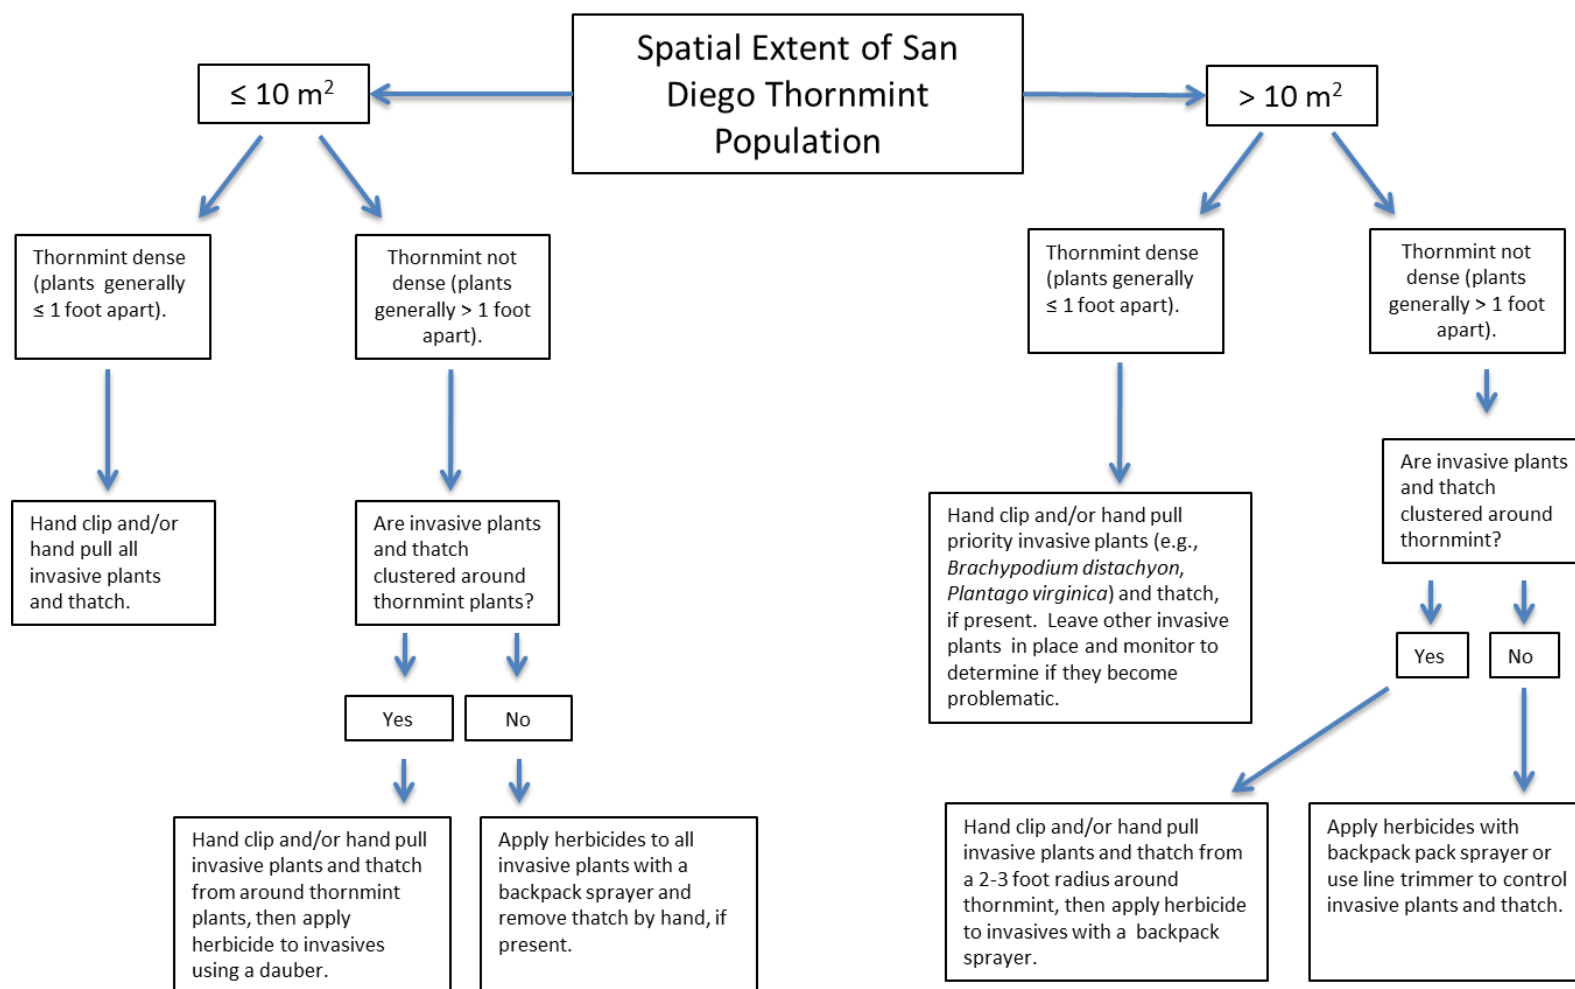 Spatial Extent of San
Diego Thornmint
Population
≤ 10 m²
> 10 m²
Thornmint dense
(plants generally
≤ 1 foot apart).
Thornmint not
dense (plants
generally > 1 foot
apart).
Thornmint dense
(plants generally
≤ 1 foot apart).
Thornmint not
dense (plants
generally > 1 foot
apart).
Hand clip and/or
hand pull all
invasive plants
and thatch.
Are invasive plants
and thatch
clustered around
thornmint plants?
Hand clip and/or hand pull
priority invasive plants (e.g.,
Brachypodium distachyon,
Plantago virginica) and thatch,
if present. Leave other invasive
plants in place and monitor to
determine if they become
problematic.
Are invasive plants
and thatch
clustered around
thornmint?
Yes
No
Yes
No
Hand clip and/or hand pull
invasive plants and thatch
from around thornmint
plants, then apply
herbicide to invasives
using a dauber.
Apply herbicides to all
invasive plants with a
backpack sprayer and
remove thatch by hand, if
present.
Hand clip and/or hand pull
invasive plants and thatch from
a 2-3 foot radius around
thornmint, then apply herbicide
to invasives with a backpack
sprayer.
Apply herbicides with
backpack pack sprayer or
use line trimmer to control
invasive plants and thatch.